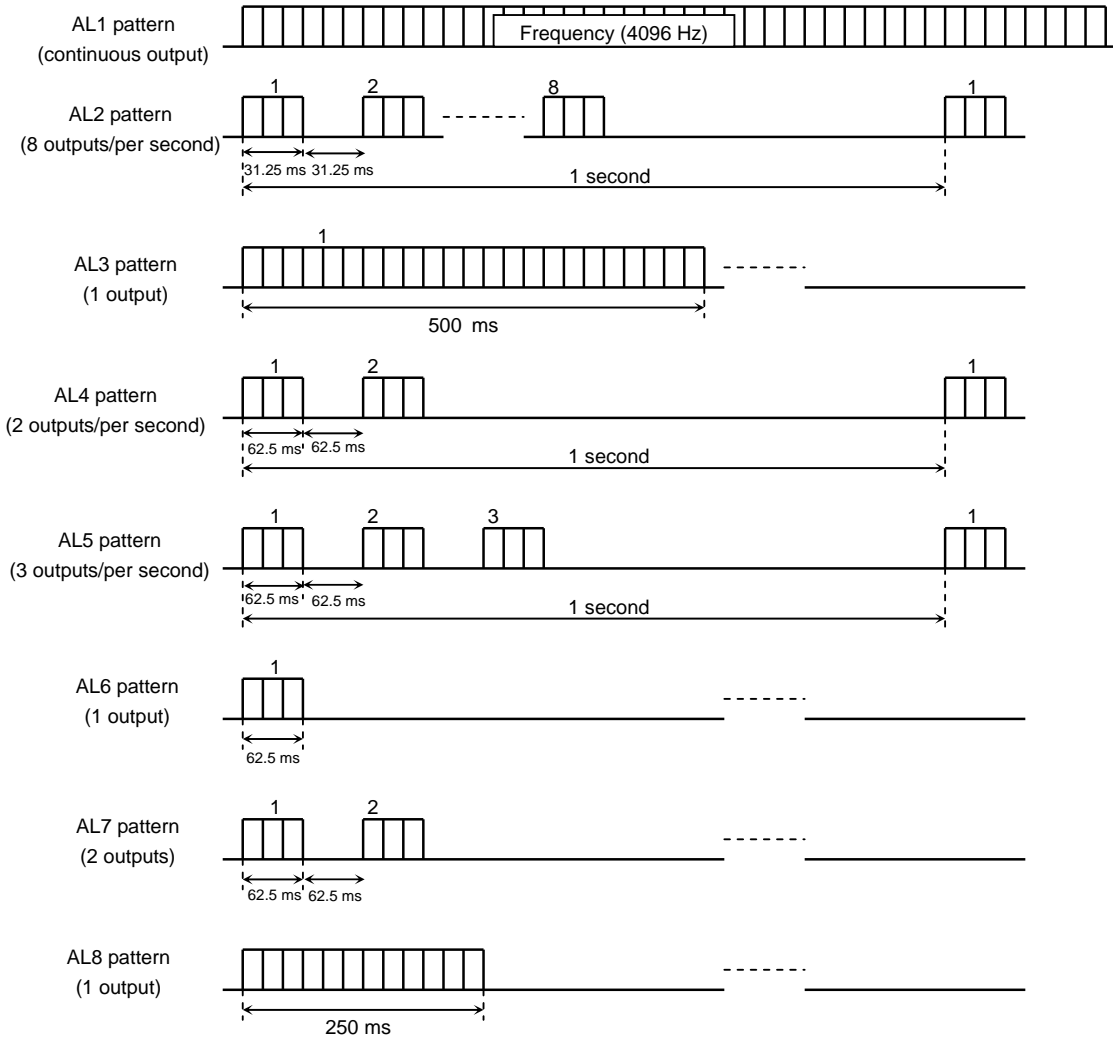 AL1 pattern
(continuous output)
Frequency (4096 Hz)
AL2 pattern
(8 outputs/per second)
1 2 8 1
31.25 ms 31.25 ms
1 second
AL3 pattern
(1 output)
1
500 ms
AL4 pattern
(2 outputs/per second)
1 2 1
62.5 ms 62.5 ms
1 second
AL5 pattern
(3 outputs/per second)
1 2 3 1
62.5 ms 62.5 ms
1 second
AL6 pattern
(1 output)
1
62.5 ms
AL7 pattern
(2 outputs)
1 2
62.5 ms 62.5 ms
AL8 pattern
(1 output)
250 ms